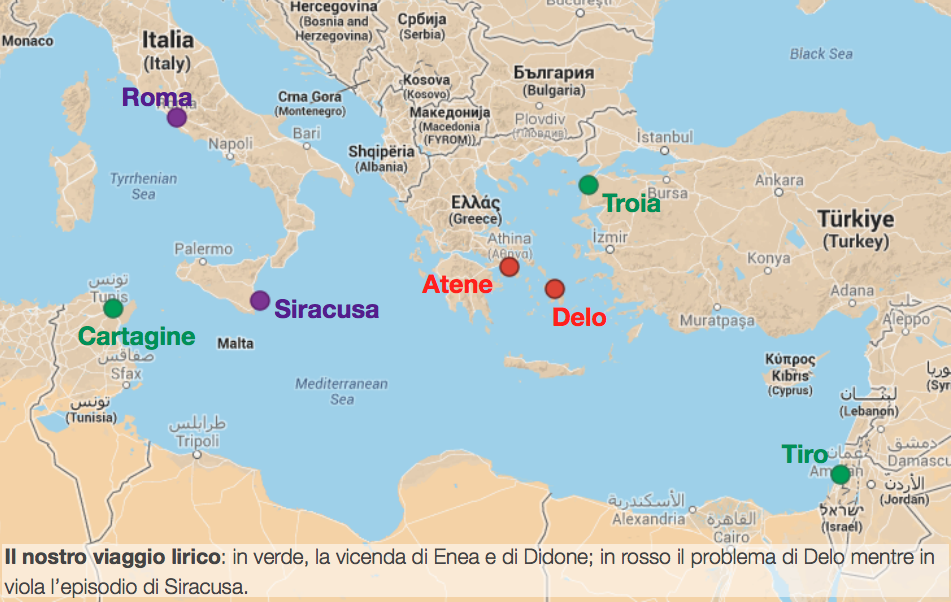 Hercegovina
(Bosnia and
Herzegovina)
București
Србија
(Serbia)
Monaco
Italia
(Italy)
Black Sea
Kosova
(Kosovo)
България
(Bulgaria)
Roma
Crna Gora
(Montenegro)
Македонија
(Macedonia
(FYROM))
Plovdiv
(Пловдив)
Bari
İstanbul
Napoli
Shqipëria
(Albania)
Tyrrhenian
Sea
Bursa
Ankara
Troia
Ελλάς
(Greece)
Türkiye
(Turkey)
Athina
(Αθήνα)
İzmir
Palermo
Konya
Atene
تونس
Tunis
Siracusa
Delo
Adana
حلب
Aleppo
Muratpaşa
Cartagine
Malta
صفاقس
Sfax
Κύπρος
Kıbrıs
(Cyprus)
Mediterranean
Sea
تونس
(Tunisia)
لبنان
(Lebanon)
طرابلس
Tripoli
Tiro
عمان
Amman
دمشق
Damascu
الأردن
(Jordan)
الإسكندرية
Alexandria
القاهرة
Cairo
ישראל
(Israel)
Il nostro viaggio lirico: in verde, la vicenda di Enea e di Didone; in rosso il problema di Delo mentre in
viola l'episodio di Siracusa.